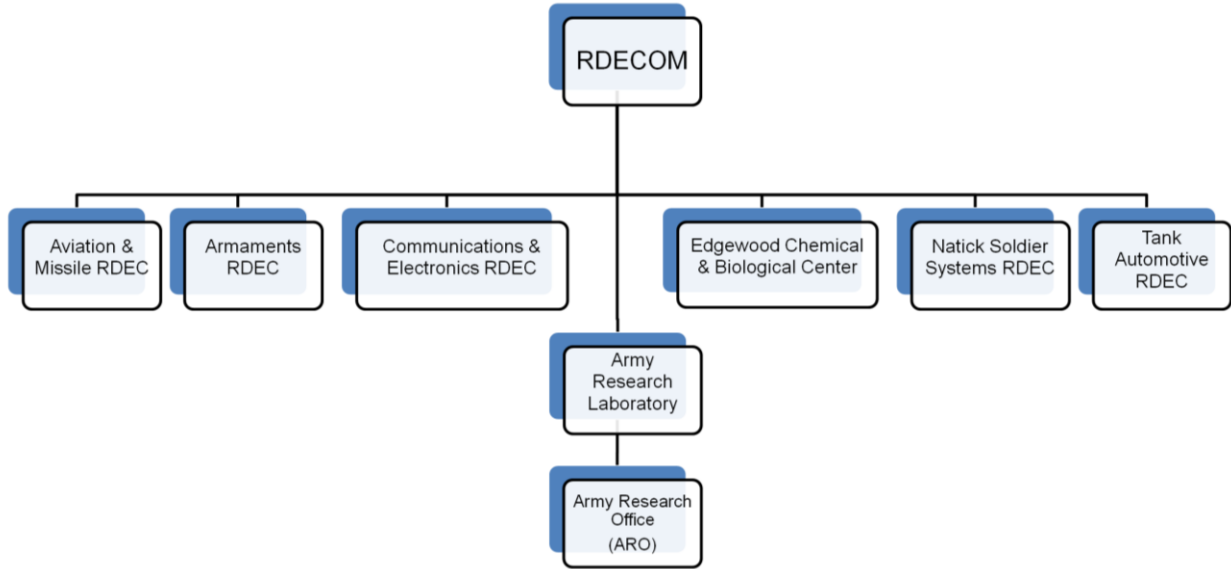 RDECOM
Aviation &
Missile RDEC
Armaments
RDEC
Communications &
Electronics RDEC
Edgewood Chemical
& Biological Center
Natick Soldier
Systems RDEC
Tank
Automotive
RDEC
Army
Research
Laboratory
Army Research
Office
(ARO)